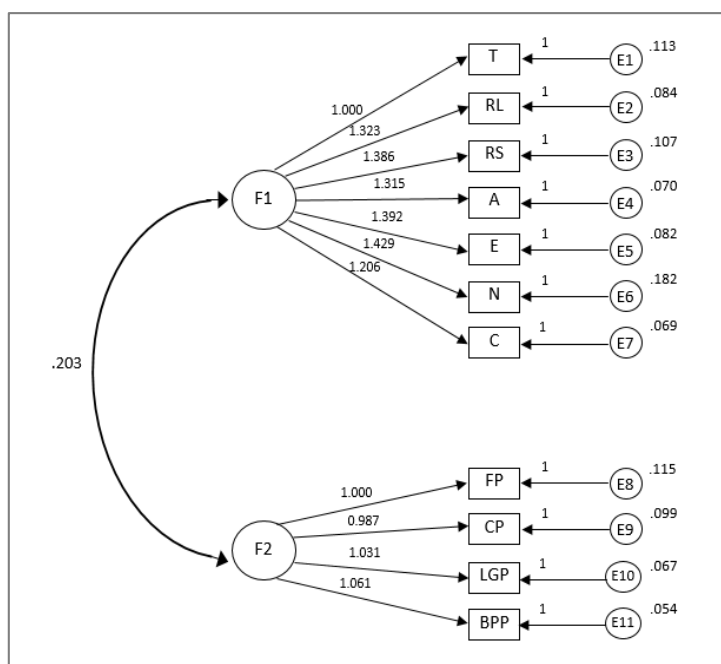 T 1 E1 .113
1.000
RL 1 E2 .084
1.323
RS 1 E3 .107
1.386
F1 1.315 A 1 E4 .070
1.392
E 1 E5 .082
1.429
N 1 E6 .182
1.206
C 1 E7 .069
.203
FP 1 E8 .115
1.000
CP 1 E9 .099
0.987
F2
1.031 LGP 1 E10 .067
1.061
BPP 1 E11 .054